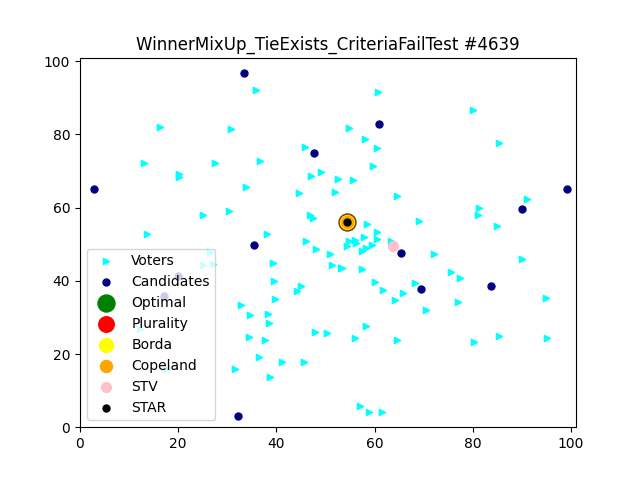 WinnerMixUp_TieExists_CriteriaFailTest #4639
100
80
60
40
20
0
Voters
Candidates
Optimal
Plurality
Borda
Copeland
STV
STAR
0 20 40 60 80 100